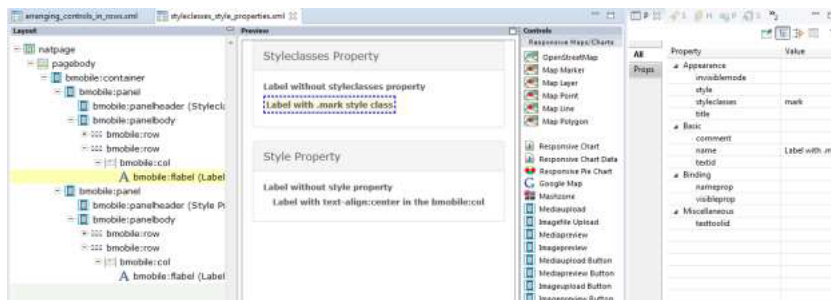 arranging_controls_in_rows.xml
styleclasses_style_properties.xml
Layout
natpage
pagebody
bmobile:container
bmobile:panel
bmobile:panelheader (Stylecl
bmobile:panelbody
bmobile:row
bmobile:row
bmobile:col
bmobile:flabel (Label
bmobile:panel
bmobile:panelheader (Style P
bmobile:panelbody
bmobile:row
bmobile:row
bmobile:col
bmobile:flabel (Label
Preview
Styleclasses Property
Label without styleclasses property
Label with .mark style class
Style Property
Label without style property
Label with text-align:center in the bmobile:col
Controls
Responsive Maps/Charts
OpenStreetMap
Map Marker
Map Layer
Map Point
Map Line
Map Polygon
Responsive Chart
Responsive Chart Data
Responsive Pie Chart
Google Map
Mashzone
Mediaupload
Imagefile Upload
Mediapreview
Imagepreview
Mediaupload Button
Mediapreview Button
Imageupload Button
Imagepreview Button
All
Props
Property Value
Appearance
invisiblemode
style
styleclasses mark
title
Basic
comment
name Label with .m
textid
Binding
nameprop
visibleprop
Miscellaneous
testtoolid